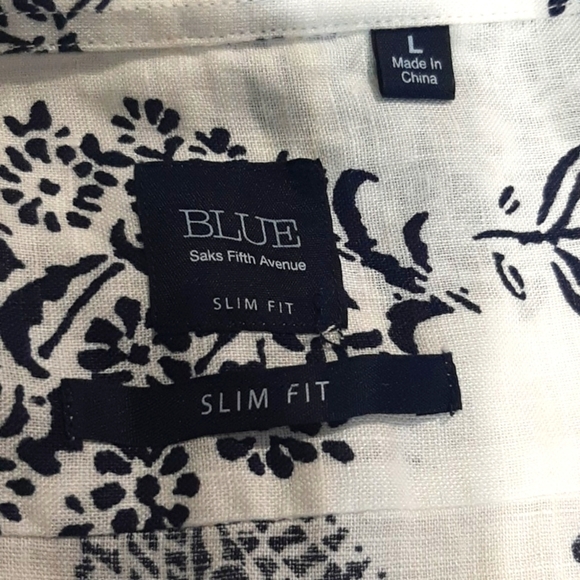 L
Made In
China
BLUE
Saks Fifth Avenue
SLIM FIT
SLIM FIT